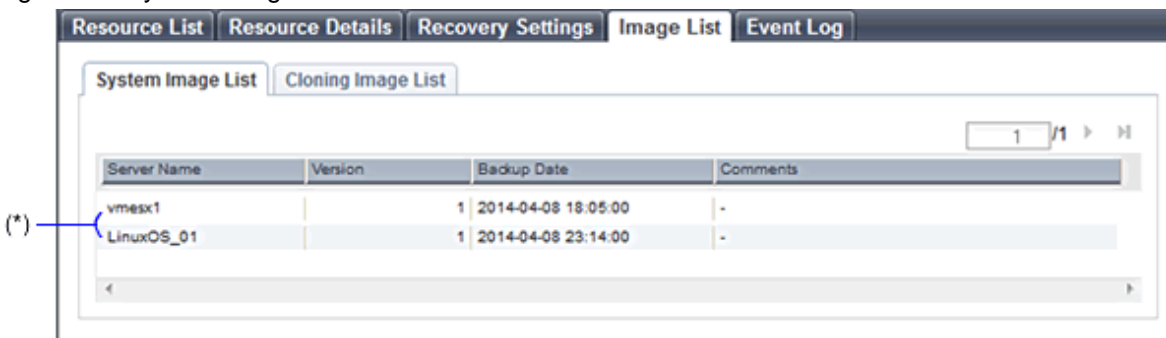 Resource List Resource Details Recovery Settings Image List Event Log
System Image List Cloning Image List
1 /1
Server Name Version Backup Date Comments
vmesx1 1 2014-04-08 18:05:00 -
(*)
LinuxOS_01 1 2014-04-08 23:14:00 -